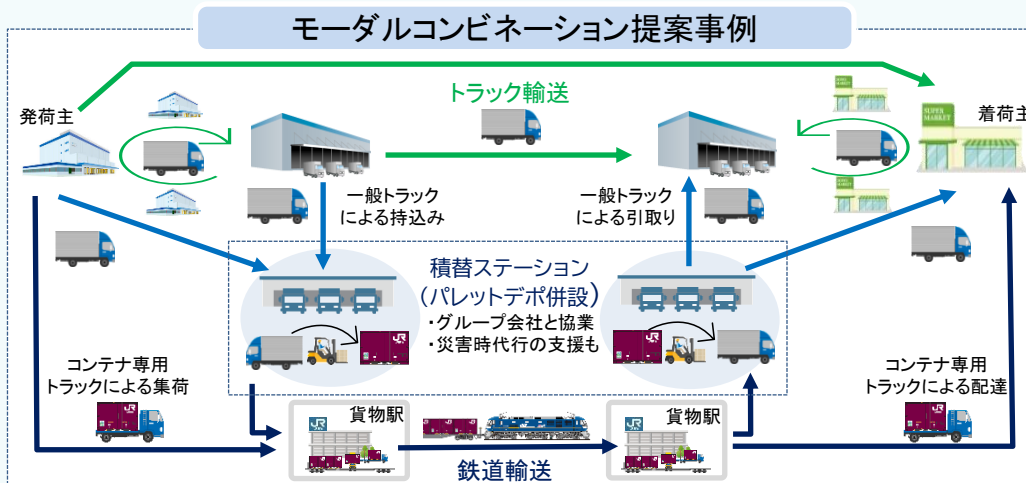 モーダルコンビネーション提案事例
発荷主
トラック輸送
SUPER
MARKET
着荷主
一般トラック
による持込み
一般トラック
による引取り
積替ステーション
(パレットデポ併設)
・グループ会社と協業
・災害時代行の支援も
JR
JR
コンテナ専用
トラックによる集荷
コンテナ専用
トラックによる配達
JR
貨物駅
JR
貨物駅
鉄道輸送